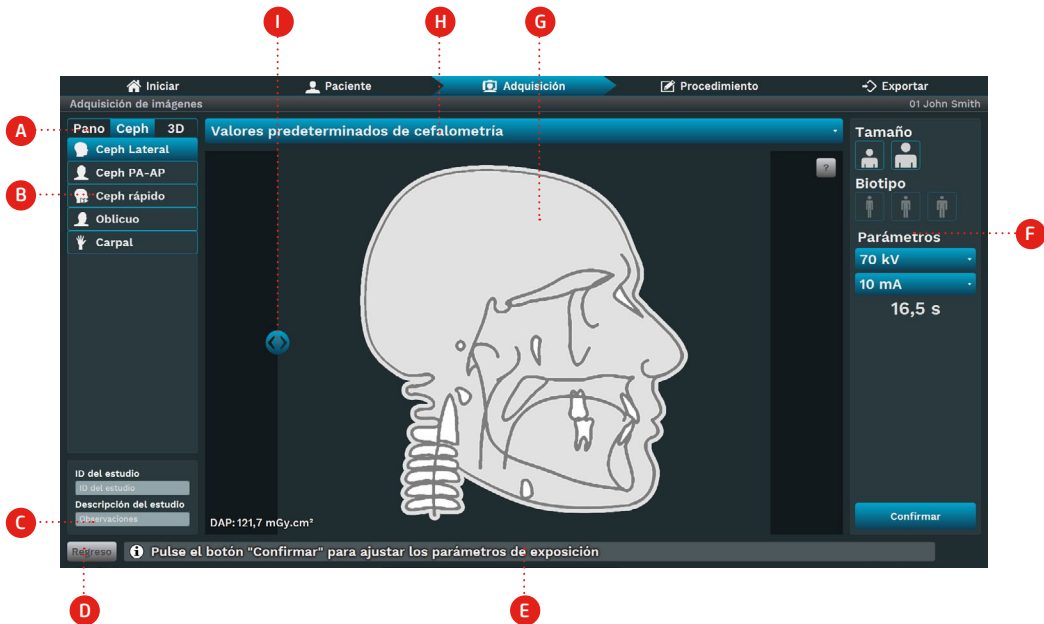 I
H
G
Iniciar
Paciente
Adquisición
Procedimiento
Exportar
Adquisición de imágenes
01 John Smith
A
Pano Ceph 3D
Valores predeterminados de cefalometría
Tamaño
Ceph Lateral
?
Ceph PA-AP
B
Ceph rápido
Biotipo
Oblicuo
F
Carpal
Parámetros
70 kV
10 mA
16,5 s
ID del estudio
ID del estudio
Descripción del estudio
C
Observaciones
DAP: 121,7 mGy.cm²
Confirmar
Regreso
Pulse el botón "Confirmar" para ajustar los parámetros de exposición
D
E